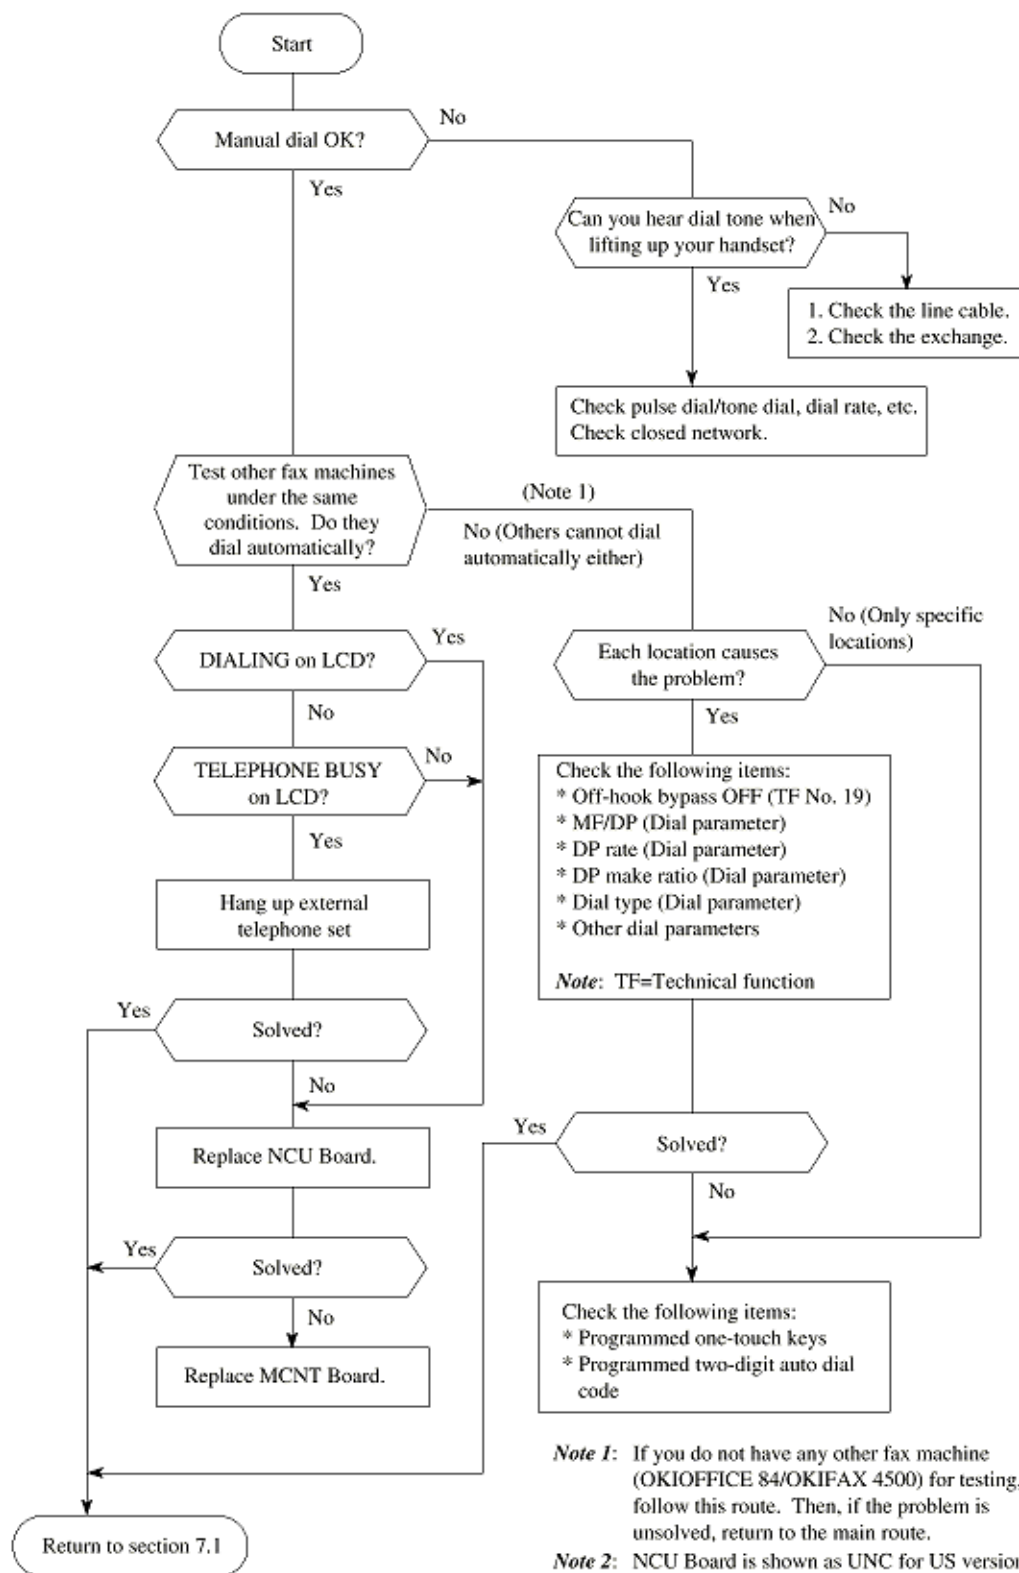 Start
Manual dial OK?
No
Yes
Can you hear dial tone when
lifting up your handset?
No
Yes
1. Check the line cable.
2. Check the exchange.
Check pulse dial/tone dial, dial rate, etc.
Check closed network.
Test other fax machines
under the same
conditions. Do they
dial automatically?
(Note 1)
No (Others cannot dial
automatically either)
Yes
DIALING on LCD?
Yes
No
TELEPHONE BUSY
on LCD?
No
Yes
Hang up external
telephone set
Solved?
Yes
No
Replace NCU Board.
Solved?
Yes
No
Replace MCNT Board.
Each location causes
the problem?
No (Only specific
locations)
Yes
Check the following items:
* Off-hook bypass OFF (TF No. 19)
* MF/DP (Dial parameter)
* DP rate (Dial parameter)
* DP make ratio (Dial parameter)
* Dial type (Dial parameter)
* Other dial parameters
Note: TF=Technical function
Solved?
Yes
No
Check the following items:
* Programmed one-touch keys
* Programmed two-digit auto dial
code
Return to section 7.1
Note 1: If you do not have any other fax machine
(OKIOFFICE 84/OKIFAX 4500) for testing,
follow this route. Then, if the problem is
unsolved, return to the main route.
Note 2: NCU Board is shown as UNC for US version